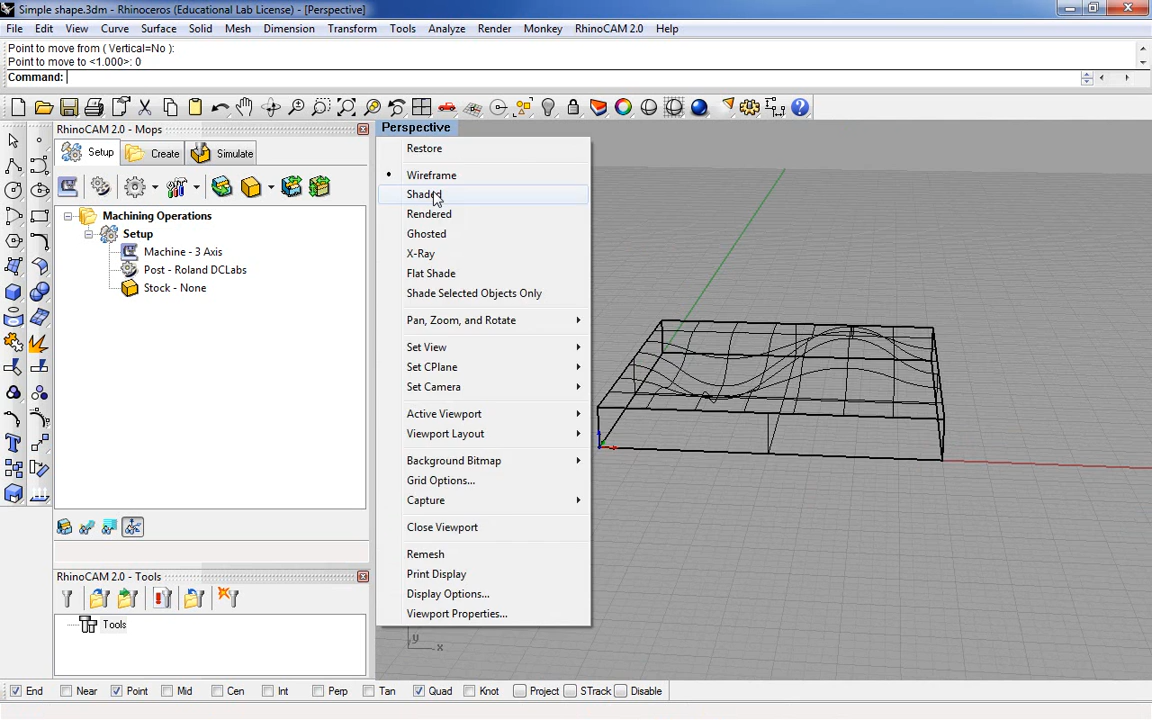 Simple shape.3dm - Rhinoceros (Educational Lab License) - [Perspective]
File Edit View Curve Surface Solid Mesh Dimension Transform Tools Analyze Render Monkey RhinoCAM 2.0 Help
Point to move from ( Vertical=No ):
Point to move to <1.000>: 0
Command:
RhinoCAM 2.0 - Mops
Setup Create Simulate
Machining Operations
Setup
Machine - 3 Axis
Post - Roland DCLabs
Stock - None
RhinoCAM 2.0 - Tools
Tools
Perspective
Restore
Wireframe
Shaded
Rendered
Ghosted
X-Ray
Flat Shade
Shade Selected Objects Only
Pan, Zoom, and Rotate
Set View
Set CPlane
Set Camera
Active Viewport
Viewport Layout
Background Bitmap
Grid Options...
Capture
Close Viewport
Remesh
Print Display
Display Options...
Viewport Properties...
y
x
End Near Point Mid Cen Int Perp Tan Quad Knot Project STrack Disable